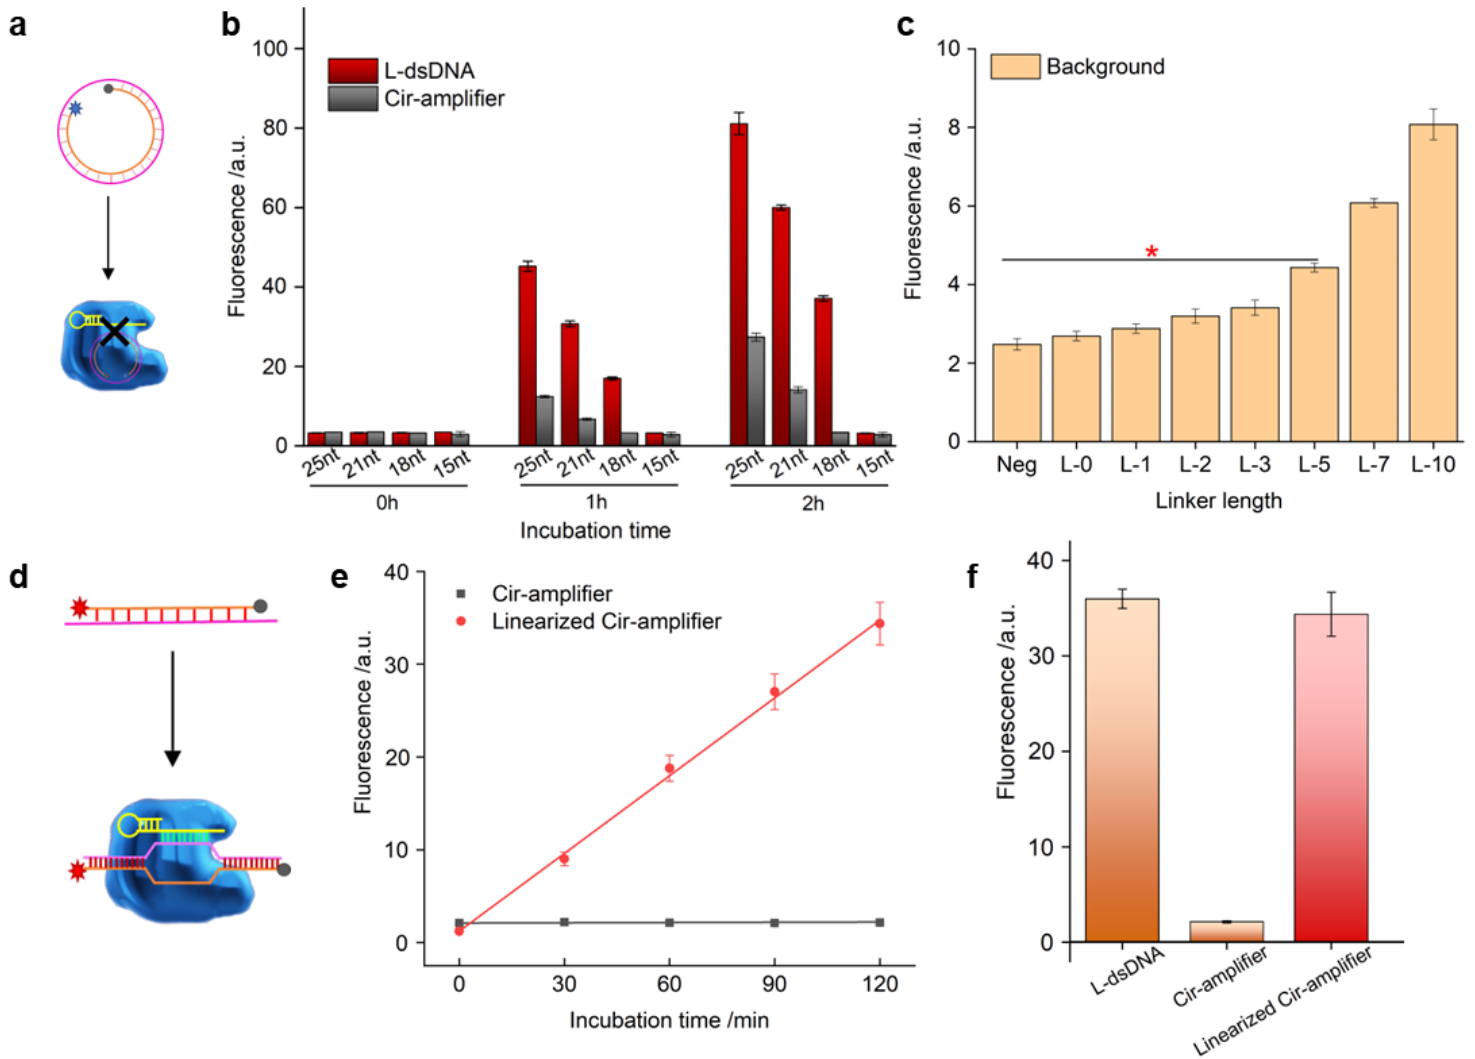 a
b
Fluorescence /a.u.
100
80
60
40
20
0
L-dsDNA
Cir-amplifier
25nt 21nt 18nt 15nt 25nt 21nt 18nt 15nt 25nt 21nt 18nt 15nt
0h 1h 2h
Incubation time
c
Fluorescence /a.u.
10
8
6
4
2
0
Background
*
Neg L-0 L-1 L-2 L-3 L-5 L-7 L-10
Linker length
d
e
Fluorescence /a.u.
40
30
20
10
0
Cir-amplifier
Linearized Cir-amplifier
0 30 60 90 120
Incubation time /min
f
Fluorescence /a.u.
40
30
20
10
0
L-dsDNA
Cir-amplifier
Linearized Cir-amplifier